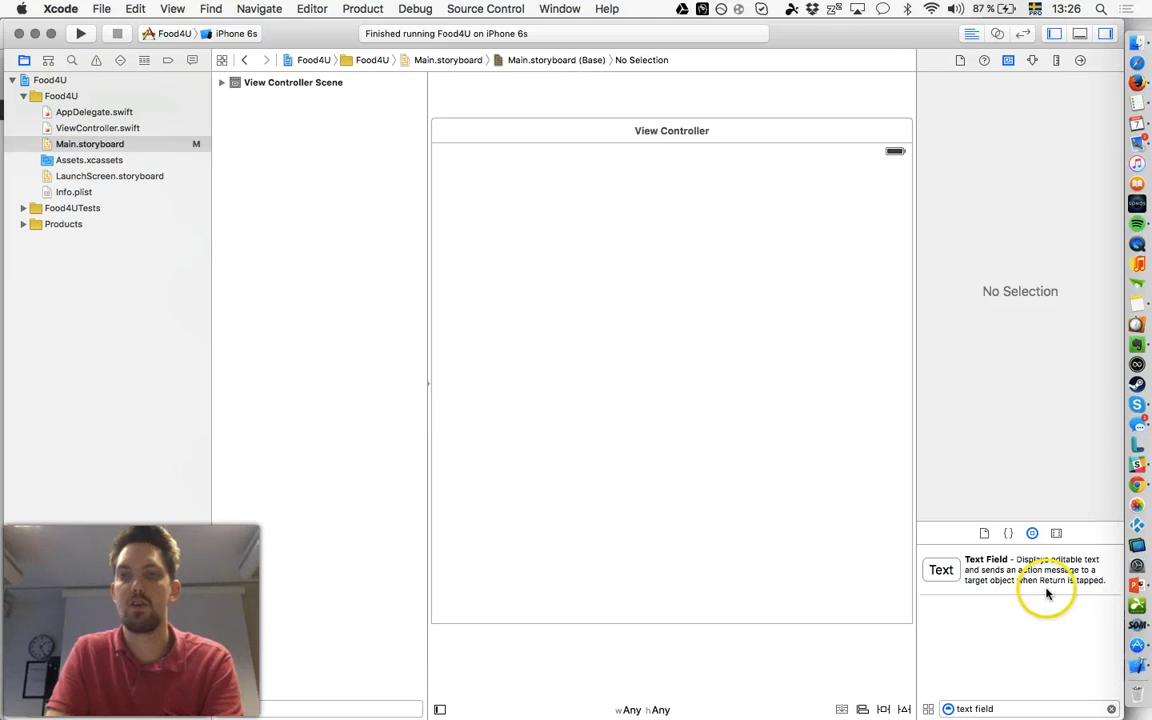 Xcode File Edit View Find Navigate Editor Product Debug Source Control Window Help 87 % PRO 13:26
Food4U iPhone 6s Finished running Food4U on iPhone 6s
Food4U Food4U Main.storyboard Main.storyboard (Base) No Selection
Food4U
Food4U
AppDelegate.swift
ViewController.swift
Main.storyboard M
Assets.xcassets
LaunchScreen.storyboard
Info.plist
Food4UTests
Products
View Controller Scene
View Controller
No Selection
Text
Text Field - Displays editable text
and sends an action message to a
target object when Return is tapped.
wAny hAny
text field